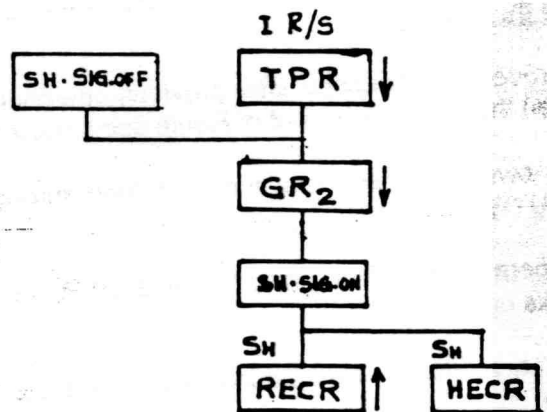 I R/S
SH. SIG. OFF
TPR ↓
GR2 ↓
SH. SIG. ON
SH
SH
RECR ↑
HECR